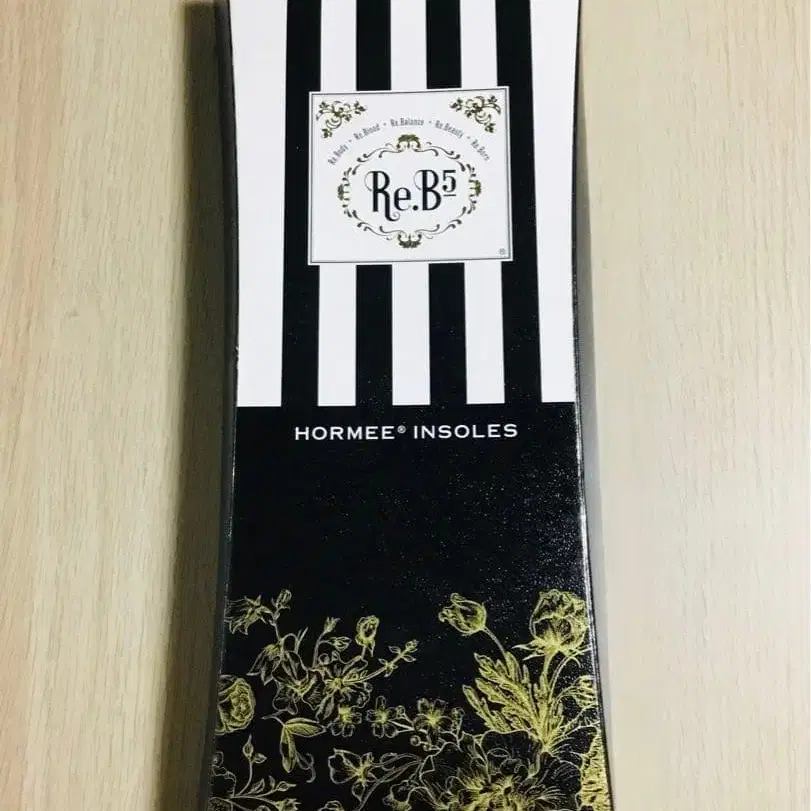 Re.Body • Re.Blood • Re.Balance • Re.Beauty • Re.Born
Re.B5
®
HORMEE® INSOLES